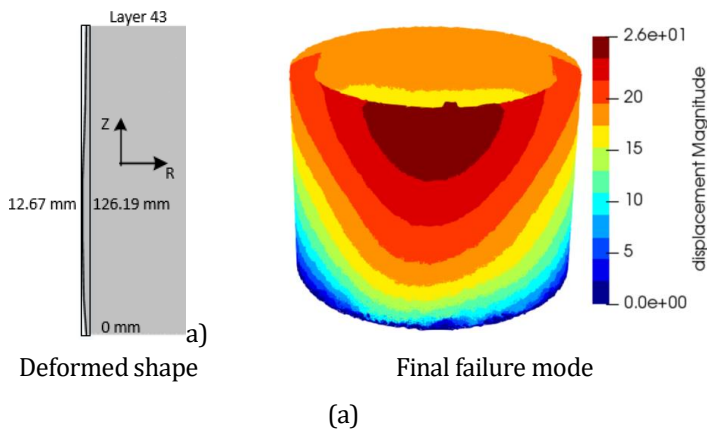 Layer 43
Z
R
12.67 mm
126.19 mm
0 mm
a)
2.6e+01
20
15
10
5
0.0e+00
displacement Magnitude
Deformed shape
Final failure mode
(a)